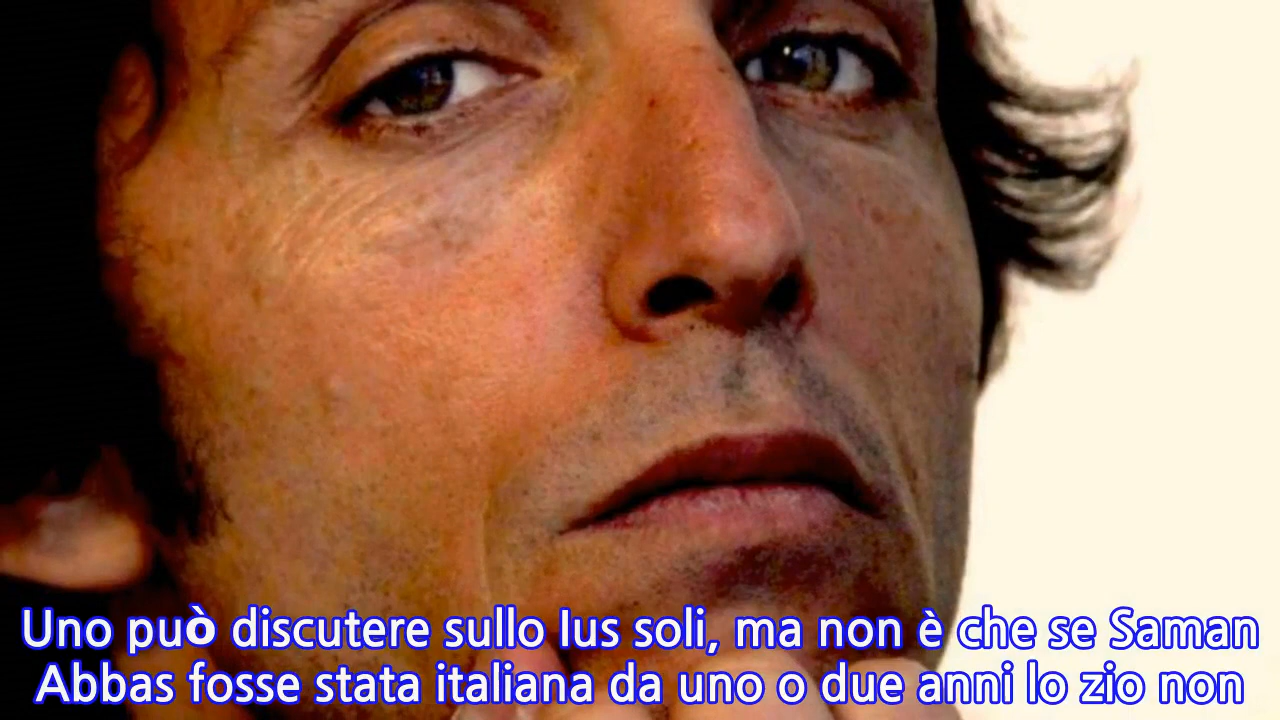 Uno può discutere sullo Ius soli, ma non è che se Saman
Abbas fosse stata italiana da uno o due anni lo zio non